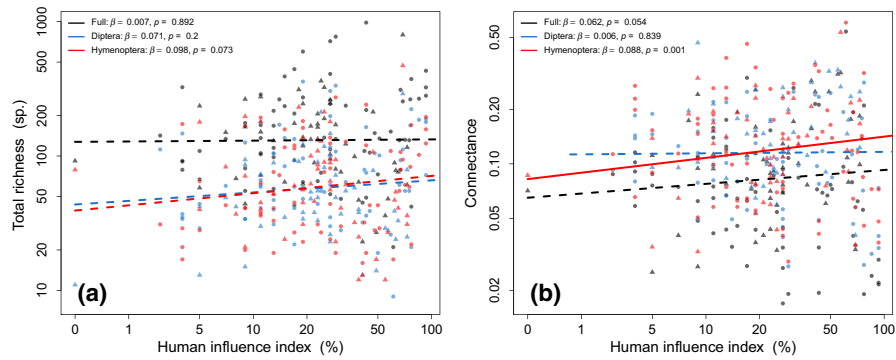 Full: β = 0.007, p = 0.892
Diptera: β = 0.071, p = 0.2
Hymenoptera: β = 0.098, p = 0.073
Total richness (sp.)
1000
500
200
100
50
20
10
(a)
0 1 5 10 20 50 100
Human influence index (%)
Full: β = 0.062, p = 0.054
Diptera: β = 0.006, p = 0.839
Hymenoptera: β = 0.088, p = 0.001
Connectance
0.50
0.20
0.10
0.05
0.02
(b)
0 1 5 10 20 50 100
Human influence index (%)